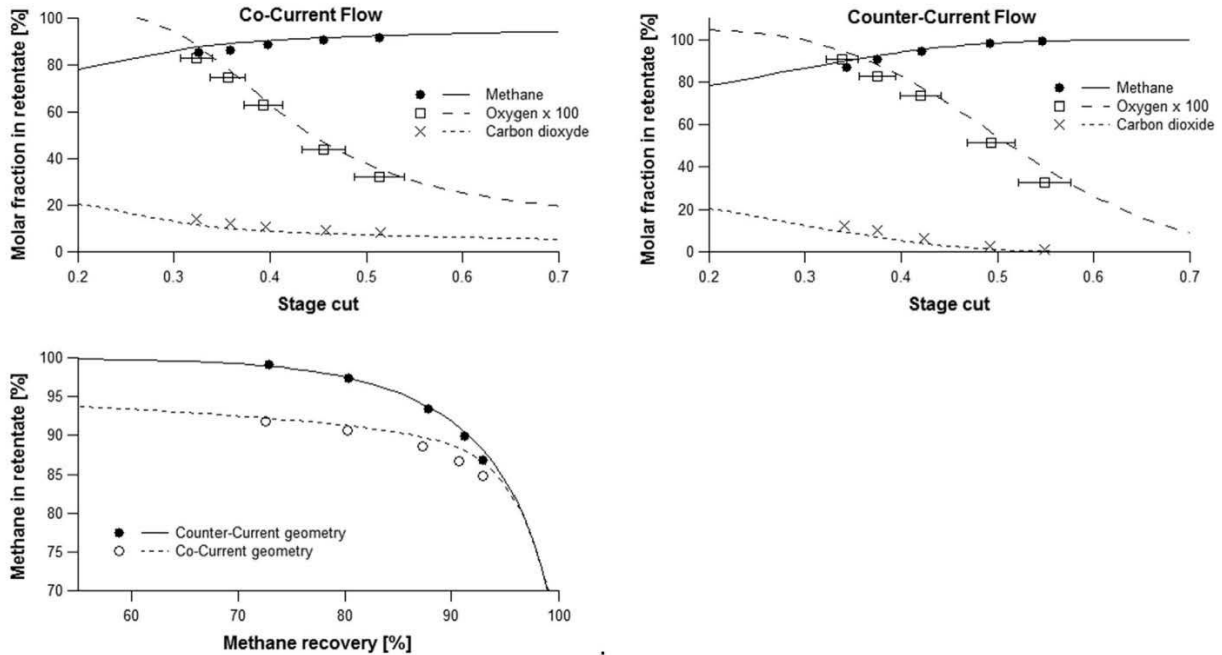 Co-Current Flow
Molar fraction in retentate [%]
100
80
60
40
20
0
Methane
Oxygen x 100
Carbon dioxyde
0.2 0.3 0.4 0.5 0.6 0.7
Stage cut
Counter-Current Flow
Molar fraction in retentate [%]
100
80
60
40
20
0
Methane
Oxygen x 100
Carbon dioxide
0.2 0.3 0.4 0.5 0.6 0.7
Stage cut
Methane in retentate [%]
100
95
90
85
80
75
70
Counter-Current geometry
Co-Current geometry
60 70 80 90 100
Methane recovery [%]
.